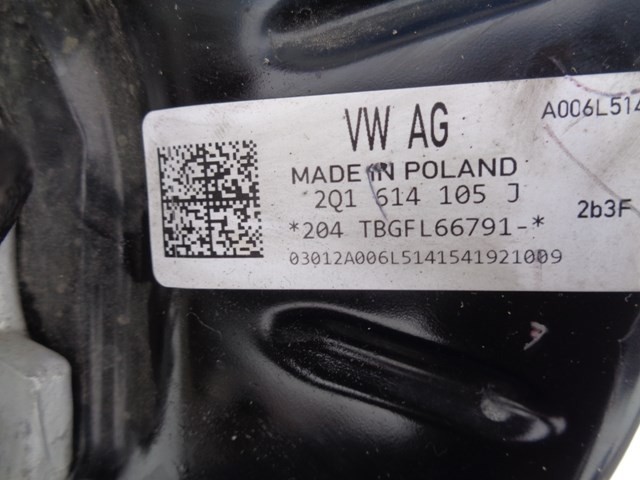 VW AG
A006L514
MADE IN POLAND
2Q1 614 105 J
2b3F
*204 TBGFL66791-*
03012A006L5141541921009